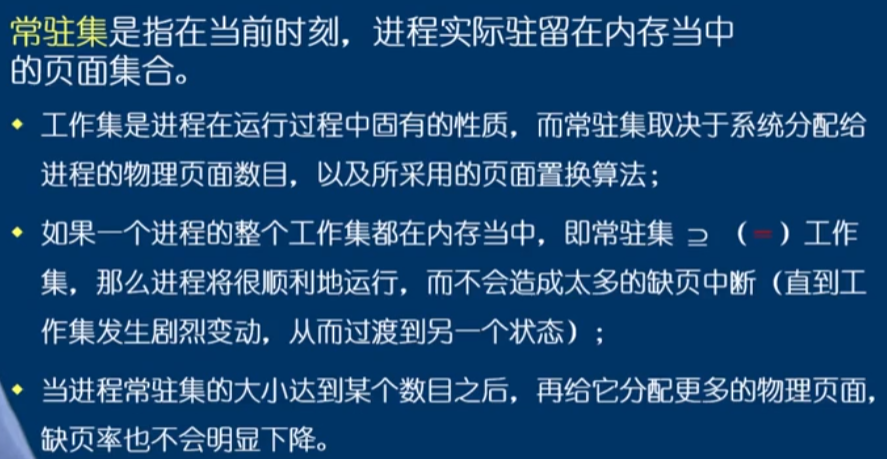 常驻集是指在当前时刻，进程实际驻留在内存当中
的页面集合。
◆ 工作集是进程在运行过程中固有的性质，而常驻集取决于系统分配给
进程的物理页面数目，以及所采用的页面置换算法；
◆ 如果一个进程的整个工作集都在内存当中，即常驻集 ⊇ （=）工作
集，那么进程将很顺利地运行，而不会造成太多的缺页中断（直到工
作集发生剧烈变动，从而过渡到另一个状态）；
◆ 当进程常驻集的大小达到某个数目之后，再给它分配更多的物理页面，
缺页率也不会明显下降。